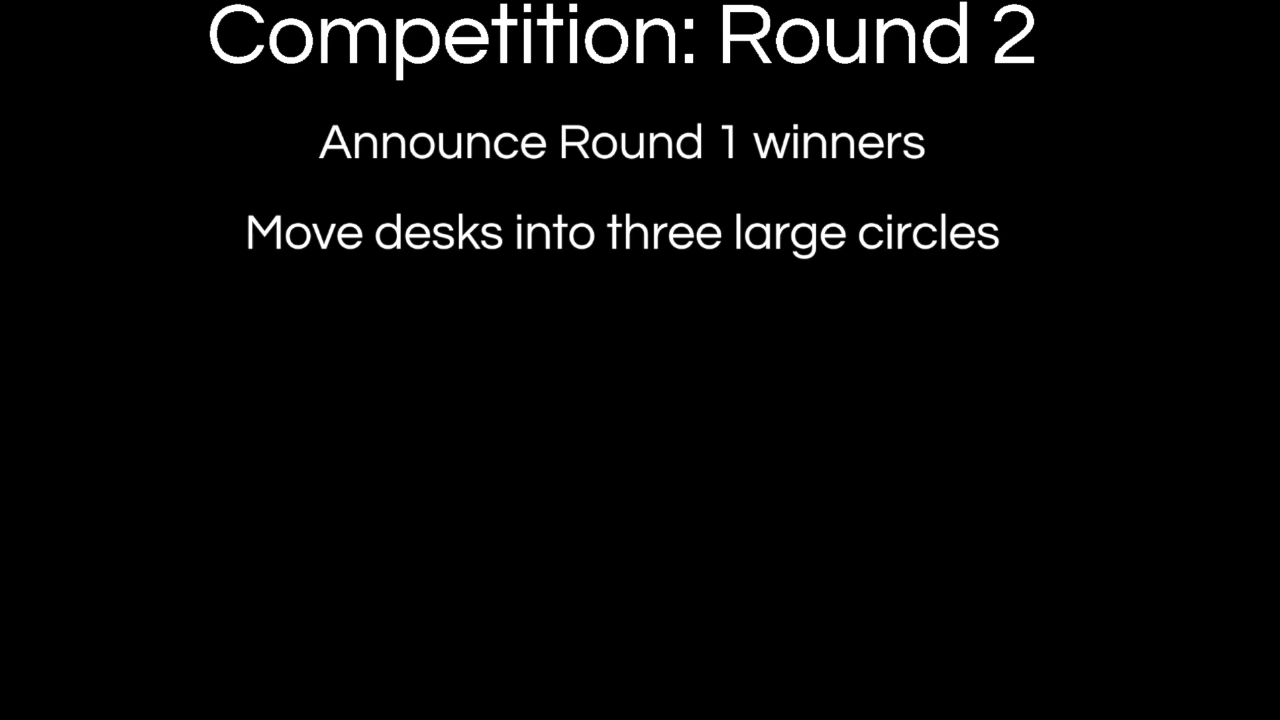 Competition: Round 2
Announce Round 1 winners
Move desks into three large circles